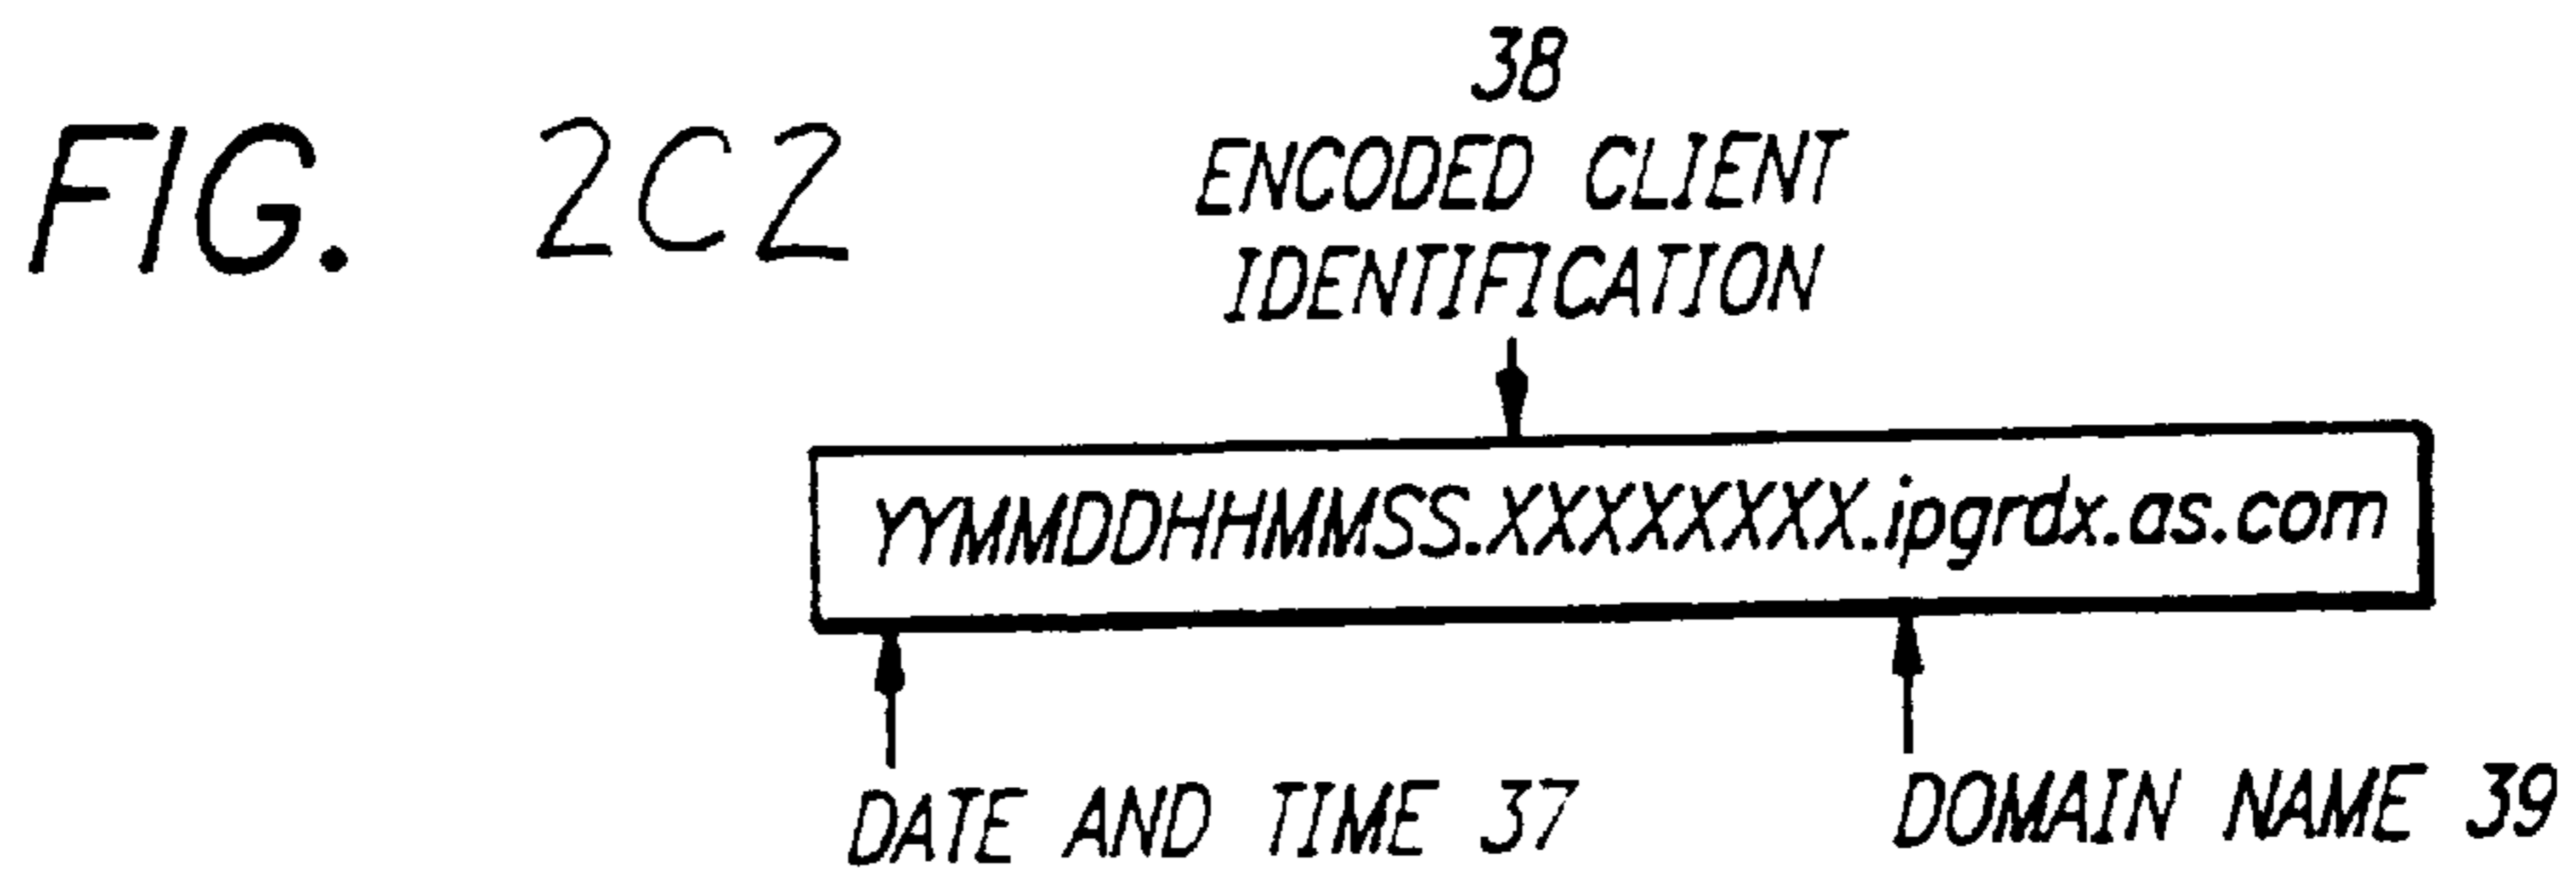 FIG. 2C2
38
ENCODED CLIENT
IDENTIFICATION
YYMMDDHHMMSS.XXXXXXXX.ipgrdx.as.com
DATE AND TIME 37
DOMAIN NAME 39